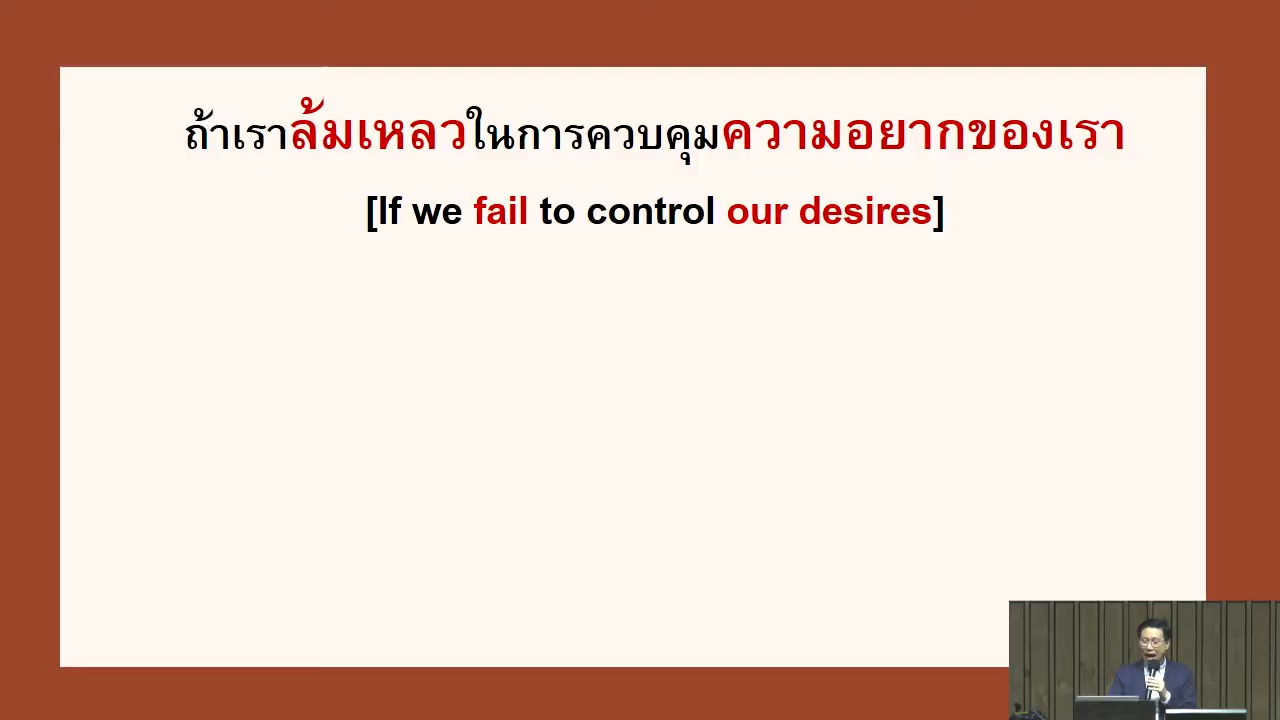 ถ้าเราล้มเหลวในการควบคุมความอยากของเรา
[If we fail to control our desires]